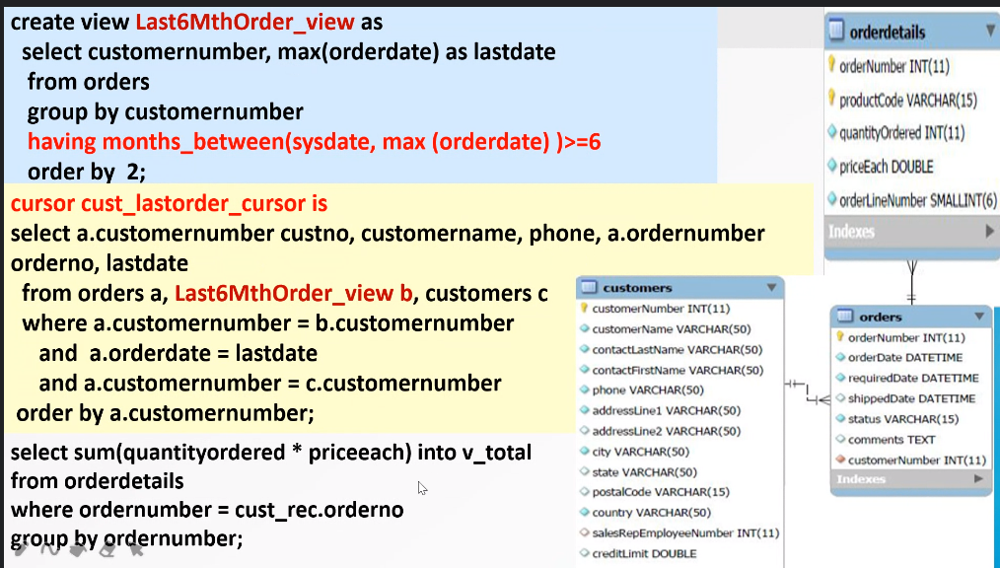 create view Last6MthOrder_view as
select customernumber, max(orderdate) as lastdate
from orders
group by customernumber
having months_between(sysdate, max (orderdate) )>=6
order by  2;
cursor cust_lastorder_cursor is
select a.customernumber custno, customername, phone, a.ordernumber
orderno, lastdate
from orders a, Last6MthOrder_view b, customers c
where a.customernumber = b.customernumber
and  a.orderdate = lastdate
and a.customernumber = c.customernumber
order by a.customernumber;
select sum(quantityordered * priceeach) into v_total
from orderdetails
where ordernumber = cust_rec.orderno
group by ordernumber;
orderdetails
orderNumber INT(11)
productCode VARCHAR(15)
quantityOrdered INT(11)
priceEach DOUBLE
orderLineNumber SMALLINT(6)
Indexes
customers
customerNumber INT(11)
customerName VARCHAR(50)
contactLastName VARCHAR(50)
contactFirstName VARCHAR(50)
phone VARCHAR(50)
addressLine1 VARCHAR(50)
addressLine2 VARCHAR(50)
city VARCHAR(50)
state VARCHAR(50)
postalCode VARCHAR(15)
country VARCHAR(50)
salesRepEmployeeNumber INT(11)
creditLimit DOUBLE
orders
orderNumber INT(11)
orderDate DATETIME
requiredDate DATETIME
shippedDate DATETIME
status VARCHAR(15)
comments TEXT
customerNumber INT(11)
Indexes